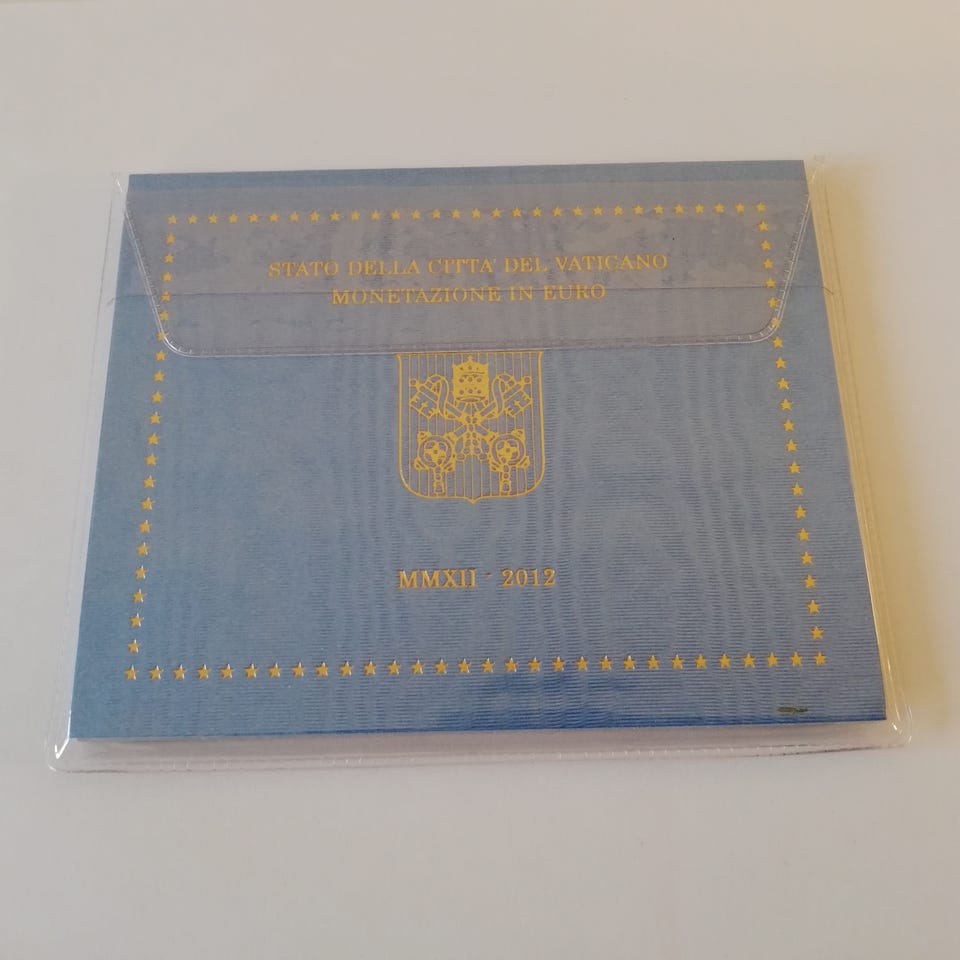 STATO DELLA CITTA' DEL VATICANO
MONETAZIONE IN EURO
MMXII - 2012